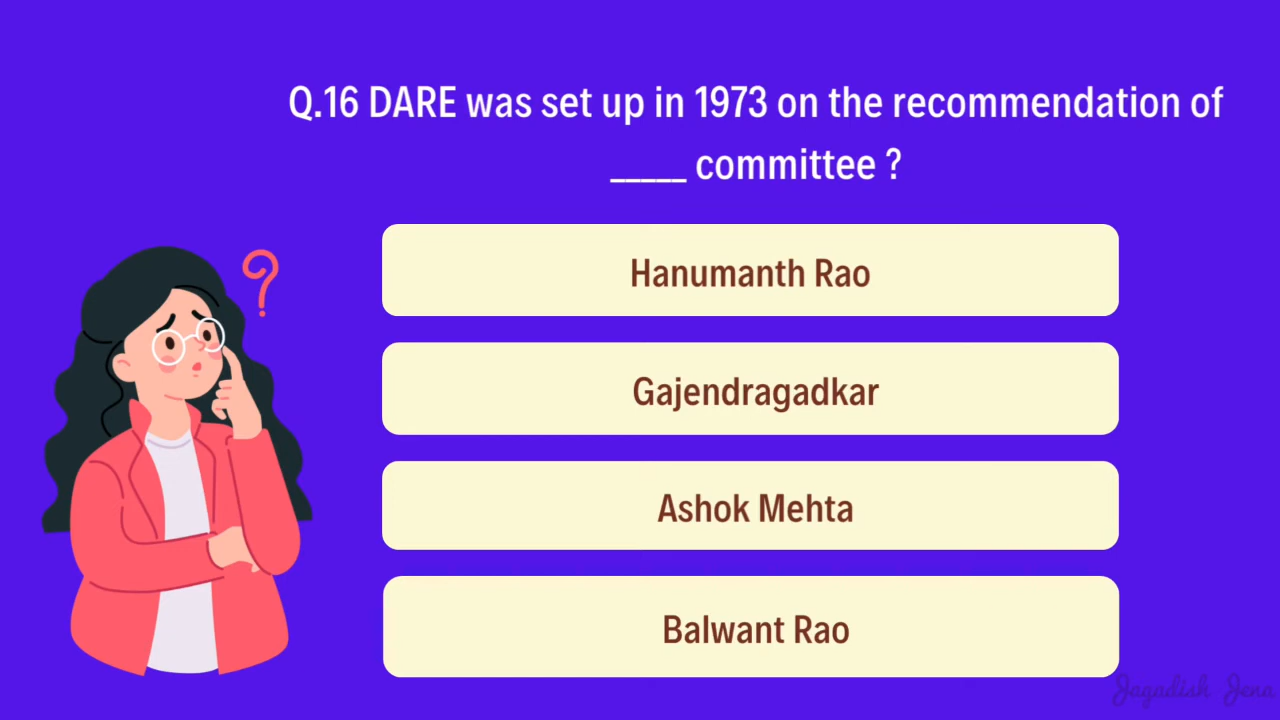 Q.16 DARE was set up in 1973 on the recommendation of
_____ committee ?
Hanumanth Rao
Gajendragadkar
Ashok Mehta
Balwant Rao
Jagadish Jena